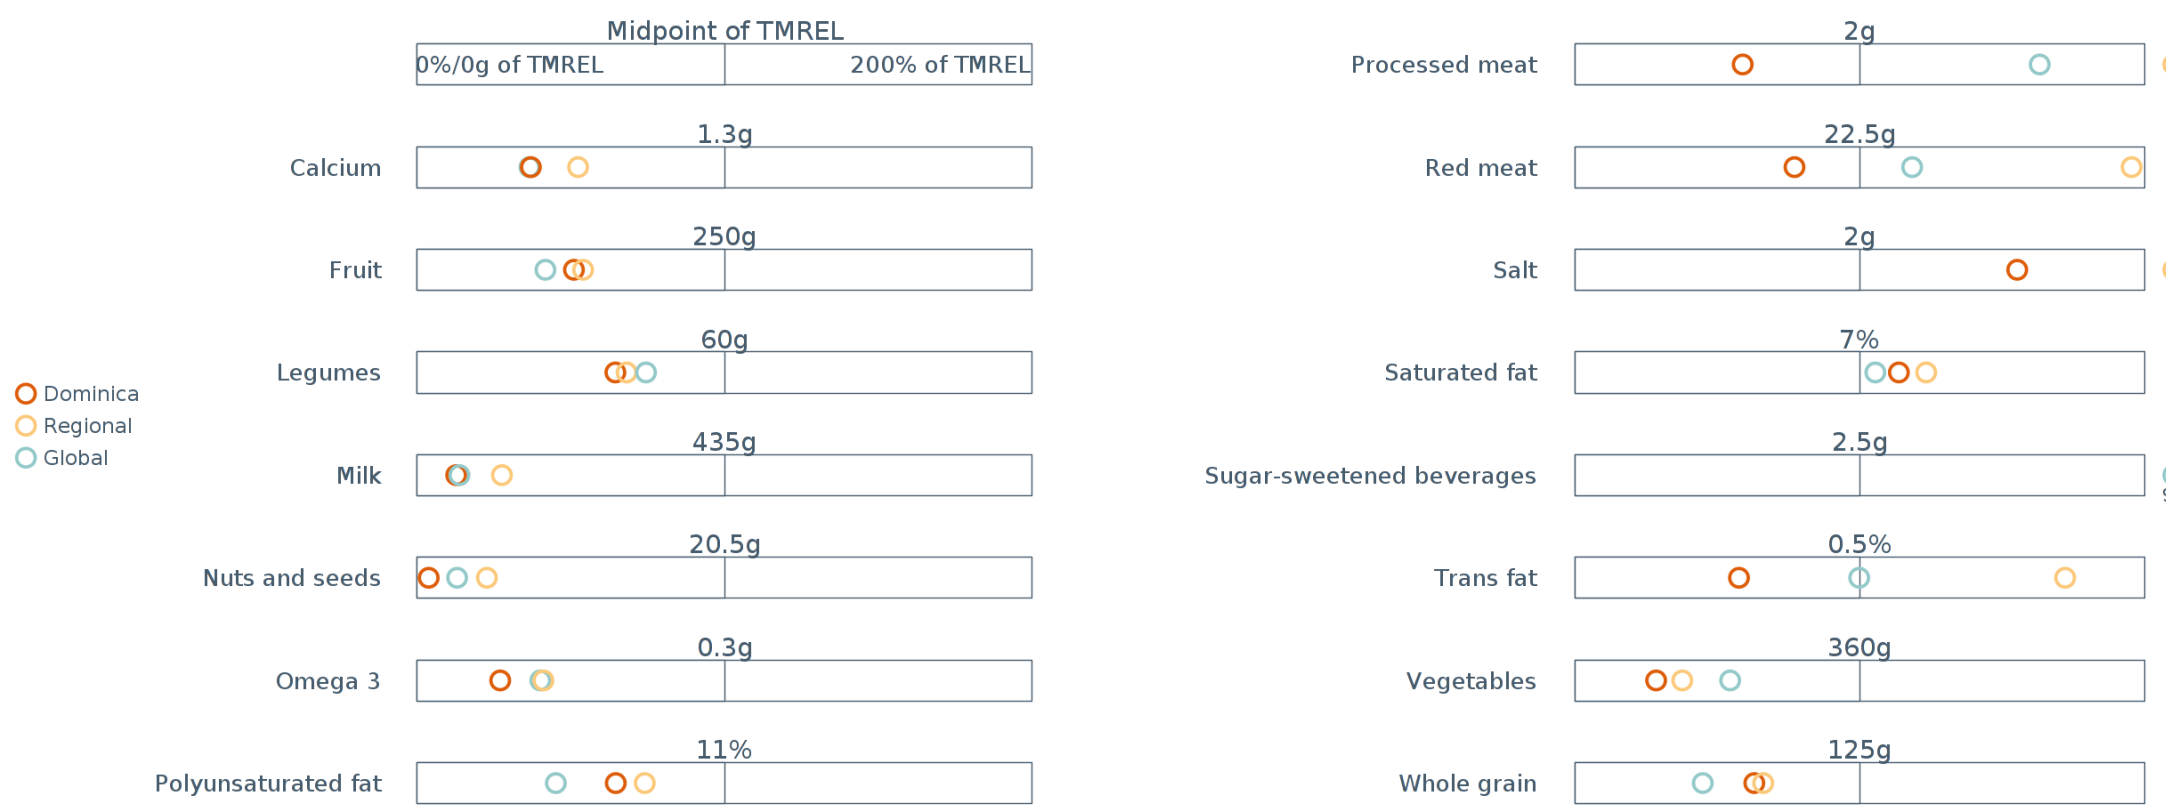 Midpoint of TMREL
0%/0g of TMREL
200% of TMREL
1.3g
Calcium
250g
Fruit
60g
Legumes
435g
Milk
20.5g
Nuts and seeds
0.3g
Omega 3
11%
Polyunsaturated fat
Dominica
Regional
Global
2g
Processed meat
22.5g
Red meat
2g
Salt
7%
Saturated fat
2.5g
Sugar-sweetened beverages
0.5%
Trans fat
360g
Vegetables
125g
Whole grain